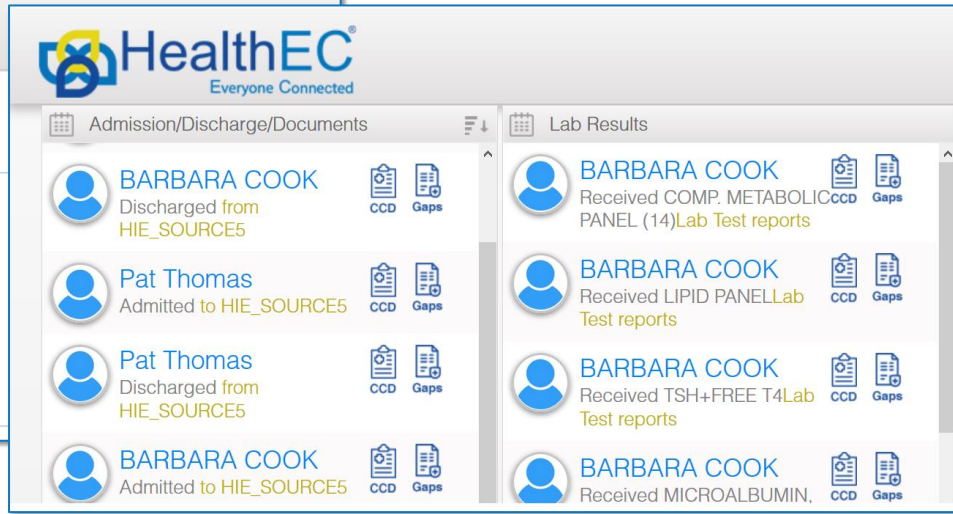 HealthEC®
Everyone Connected
Admission/Discharge/Documents
BARBARA COOK
Discharged from
HIE_SOURCE5
CCD Gaps
Pat Thomas
Admitted to HIE_SOURCE5
CCD Gaps
Pat Thomas
Discharged from
HIE_SOURCE5
CCD Gaps
BARBARA COOK
Admitted to HIE_SOURCE5
CCD Gaps
Lab Results
BARBARA COOK
Received COMP. METABOLIC
PANEL (14)Lab Test reports
CCD Gaps
BARBARA COOK
Received LIPID PANELLab
Test reports
CCD Gaps
BARBARA COOK
Received TSH+FREE T4Lab
Test reports
CCD Gaps
BARBARA COOK
Received MICROALBUMIN,
CCD Gaps